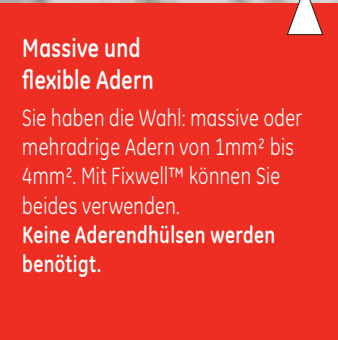 Massive und
flexible Adern
Sie haben die Wahl: massive oder
mehradrige Adern von 1mm² bis
4mm². Mit Fixwell™ können Sie
beides verwenden.
Keine Aderendhülsen werden
benötigt.